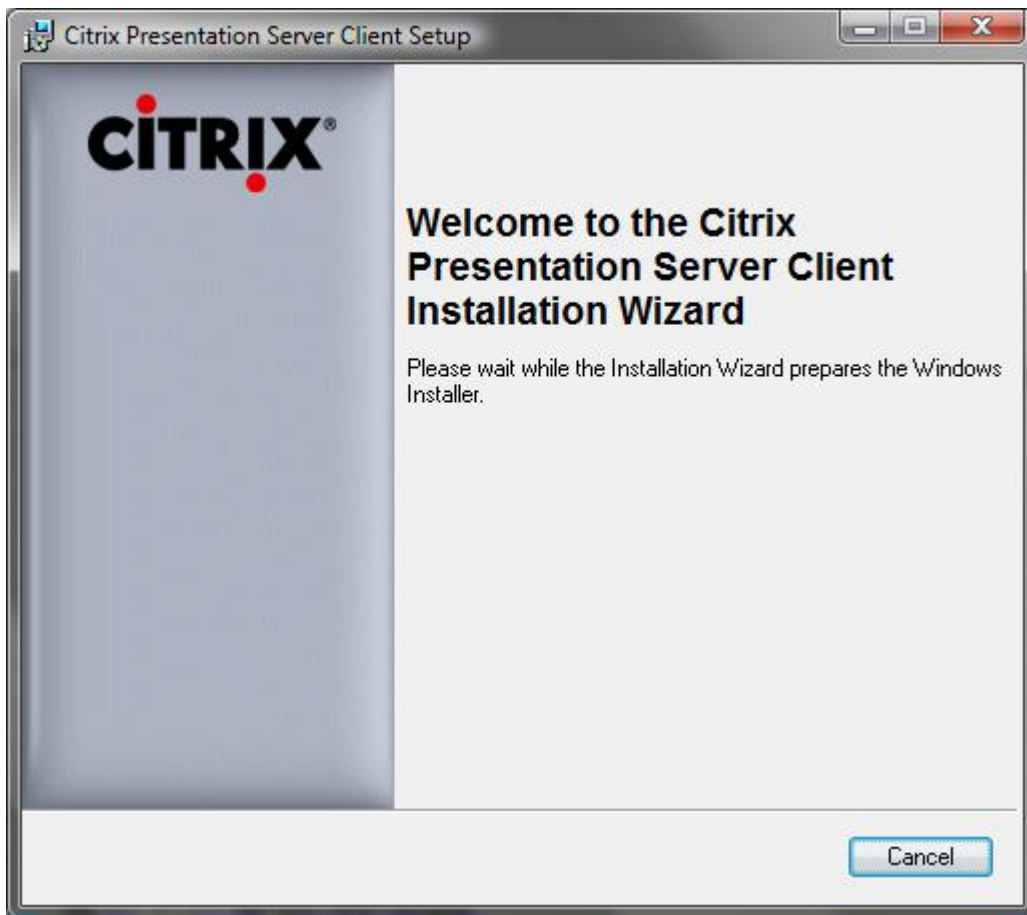 Citrix Presentation Server Client Setup
CiTRIX®
Welcome to the Citrix
Presentation Server Client
Installation Wizard
Please wait while the Installation Wizard prepares the Windows
Installer.
Cancel